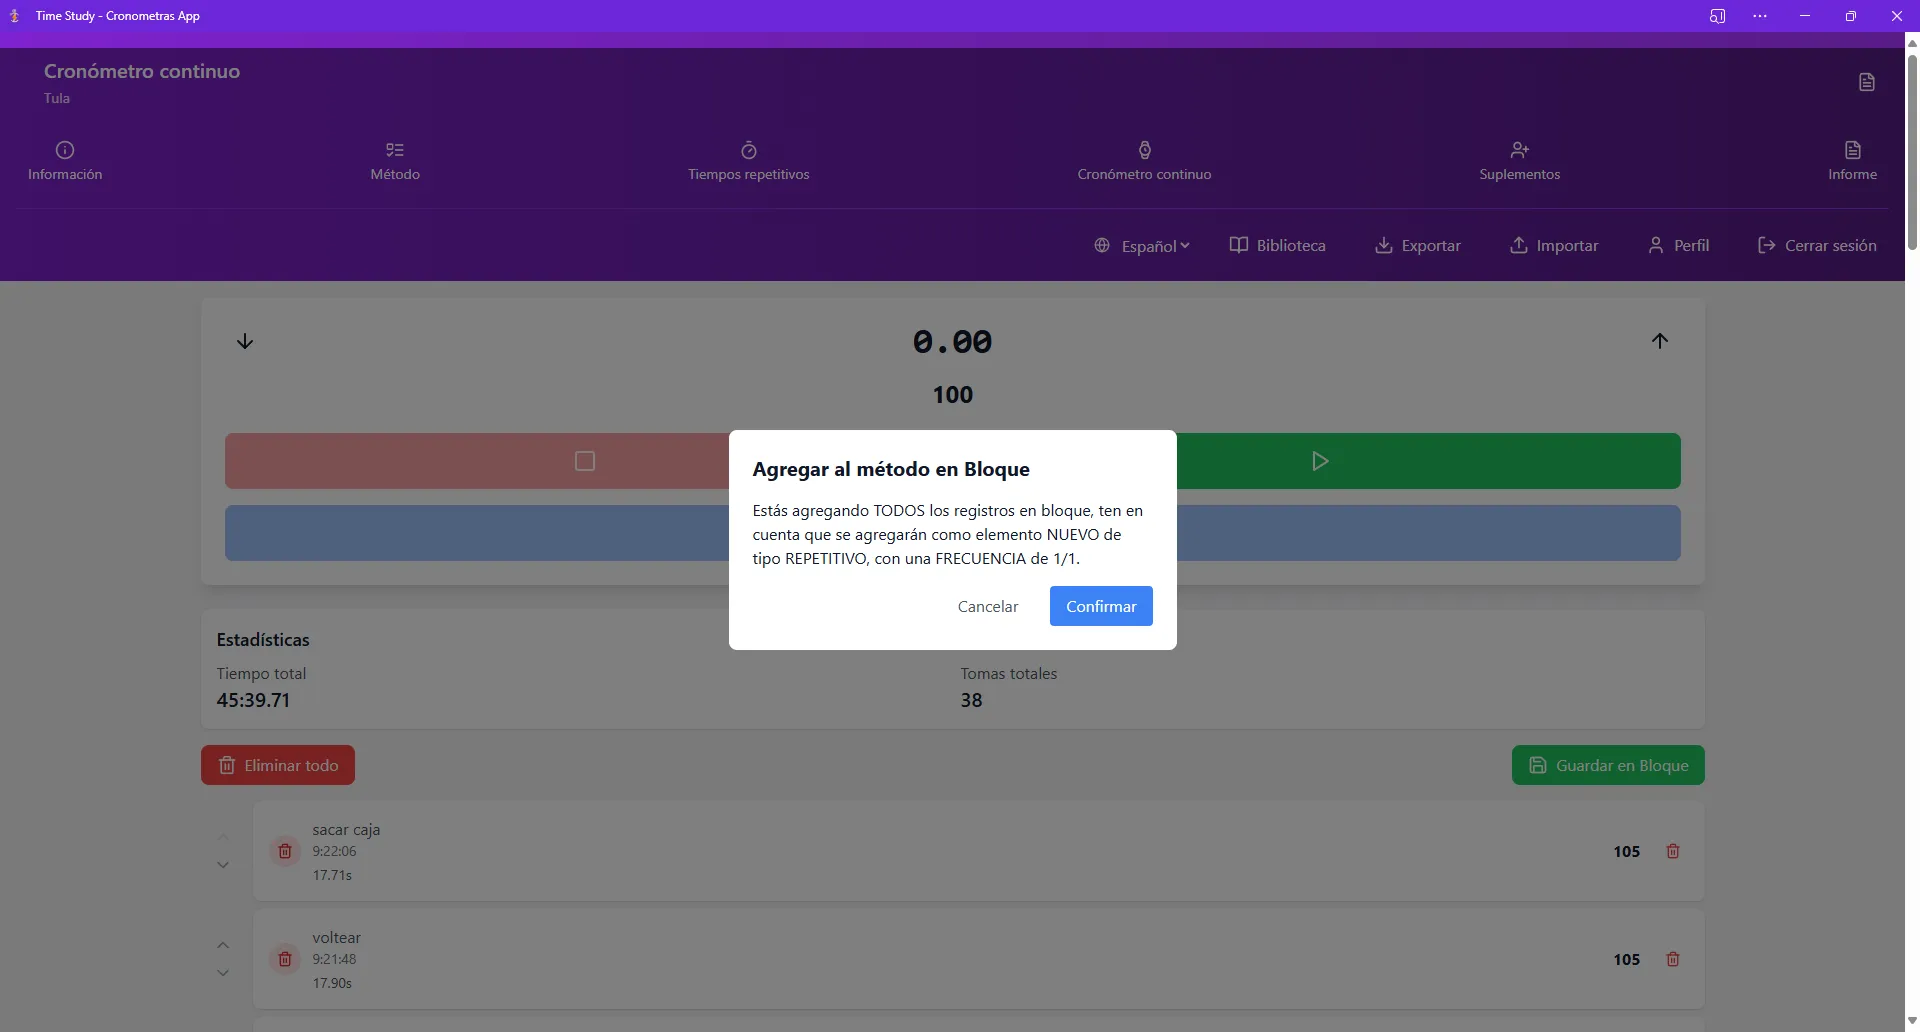 Time Study - Cronometras App
Cronómetro continuo
Tula
Información
Método
Tiempos repetitivos
Cronómetro continuo
Suplementos
Informe
Español
Biblioteca
Exportar
Importar
Perfil
Cerrar sesión
0.00
100
Agregar al método en Bloque
Estás agregando TODOS los registros en bloque, ten en
cuenta que se agregarán como elemento NUEVO de
tipo REPETITIVO, con una FRECUENCIA de 1/1.
Cancelar
Confirmar
Estadísticas
Tiempo total
45:39.71
Tomas totales
38
Eliminar todo
Guardar en Bloque
sacar caja
9:22:06
17.71s
105
voltear
9:21:48
17.90s
105